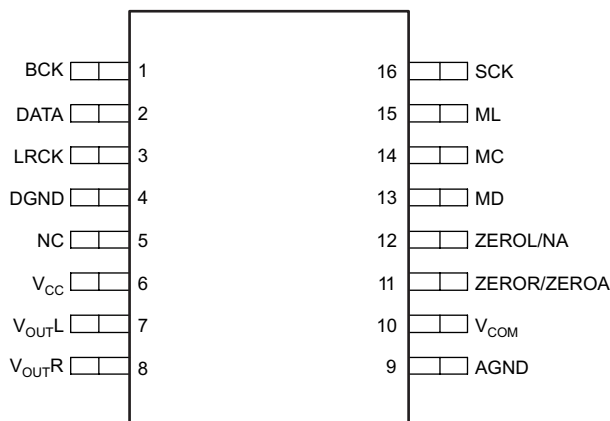 BCK 1 16 SCK
DATA 2 15 ML
LRCK 3 14 MC
DGND 4 13 MD
NC 5 12 ZEROL/NA
VCC 6 11 ZEROR/ZEROA
VOUTL 7 10 VCOM
VOUTR 8 9 AGND